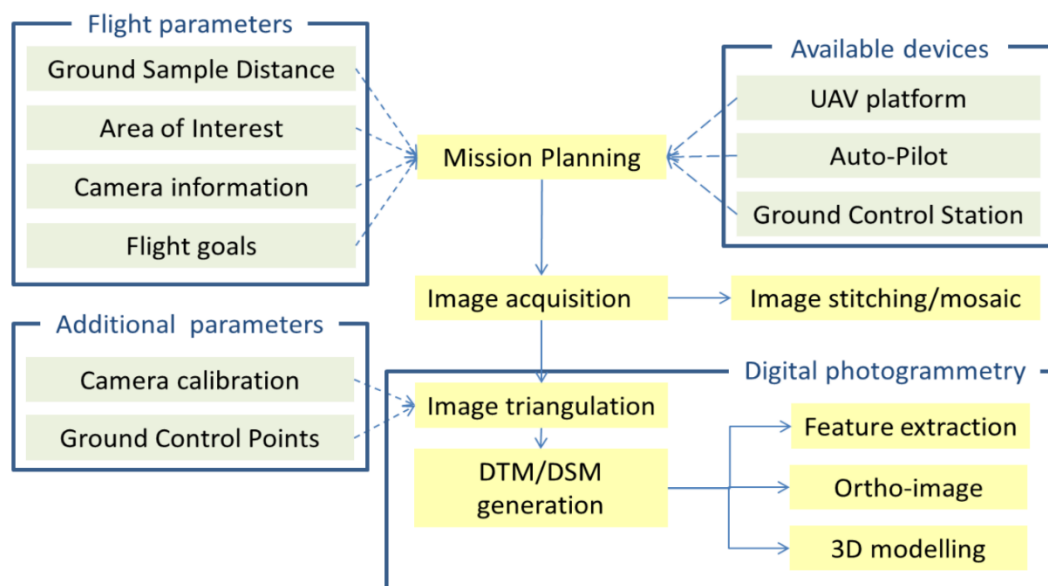 Flight parameters
Ground Sample Distance
Area of Interest
Camera information
Flight goals
Available devices
UAV platform
Auto-Pilot
Ground Control Station
Mission Planning
Image acquisition
Image stitching/mosaic
Additional parameters
Camera calibration
Ground Control Points
Digital photogrammetry
Image triangulation
DTM/DSM
generation
Feature extraction
Ortho-image
3D modelling